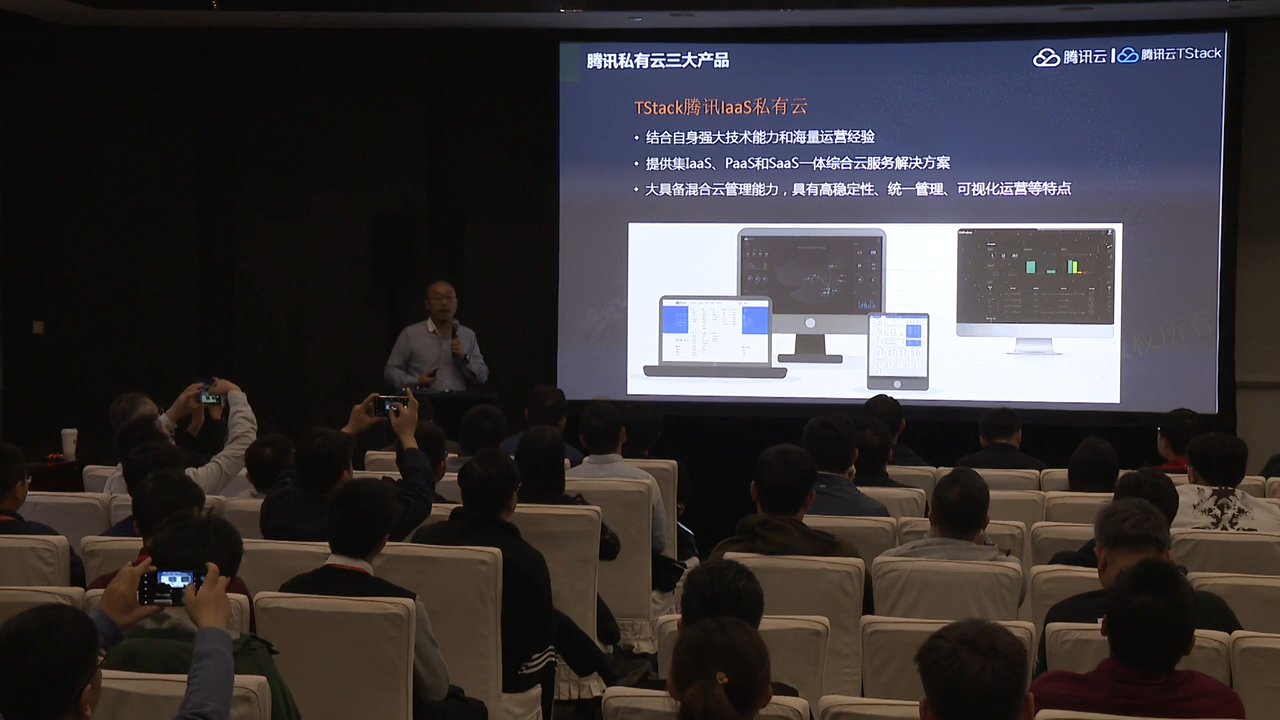 腾讯私有云三大产品
腾讯云 | 腾讯云TStack
TStack腾讯IaaS私有云
• 结合自身强大技术能力和海量运营经验
• 提供集IaaS、PaaS和SaaS一体综合云服务解决方案
• 大具备混合云管理能力，具有高稳定性、统一管理、可视化运营等特点